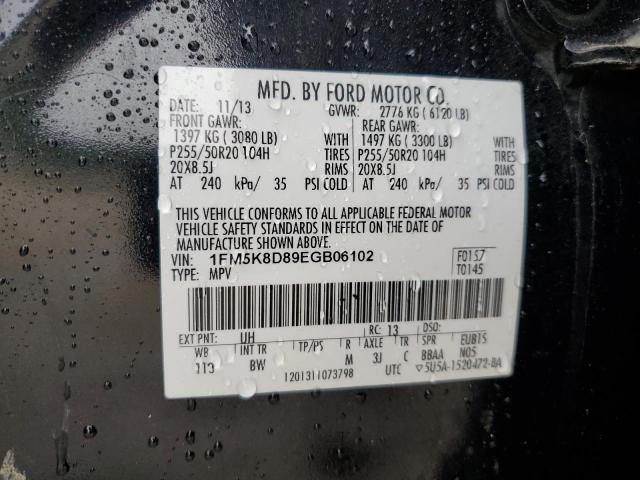 MFD. BY FORD MOTOR CO.
DATE: 11/13 GVWR: 2776 KG ( 6120 LB)
FRONT GAWR: REAR GAWR:
1397 KG ( 3080 LB) 1497 KG ( 3300 LB)
P255/50R20 104H TIRES P255/50R20 104H TIRES
20X8.5J RIMS 20X8.5J RIMS
AT 240 kPa/ 35 PSI COLD AT 240 kPa/ 35 PSI COLD
THIS VEHICLE CONFORMS TO ALL APPLICABLE FEDERAL MOTOR
VEHICLE SAFETY AND THEFT PREVENTION STANDARDS IN EFFECT ON THE DATE OF
MANUFACTURE SHOWN ABOVE.
VIN: 1FM5K8D89EGB06102 F0157
TYPE: MPV T0145
EXT PNT: UH RC: 13 DSO:
WB INT TR TP/PS R AXLE TR SPR EUB15
113 BW M 3J C BBAA N05
1201311073798 UTC ▽5U5A-1520472-BA